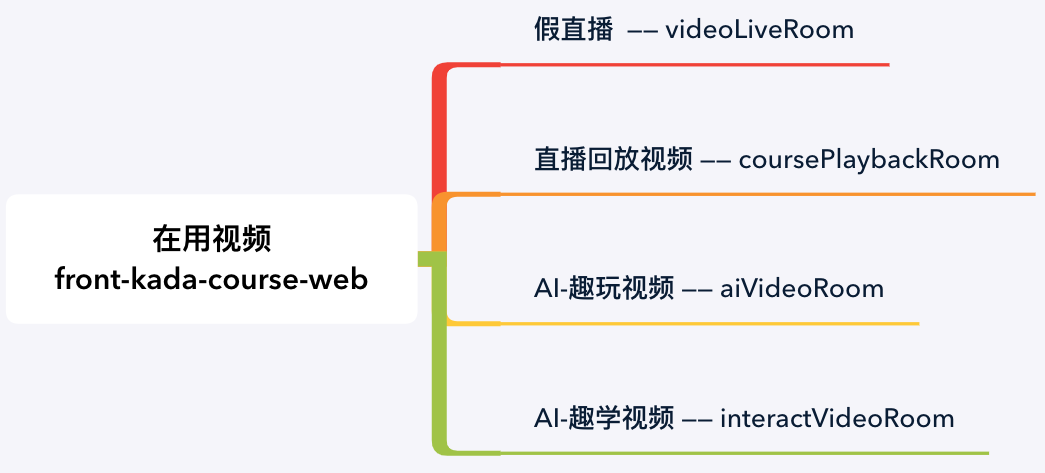 假直播 —— videoLiveRoom
直播回放视频 —— coursePlaybackRoom
在用视频
front-kada-course-web
AI-趣玩视频 —— aiVideoRoom
AI-趣学视频 —— interactVideoRoom